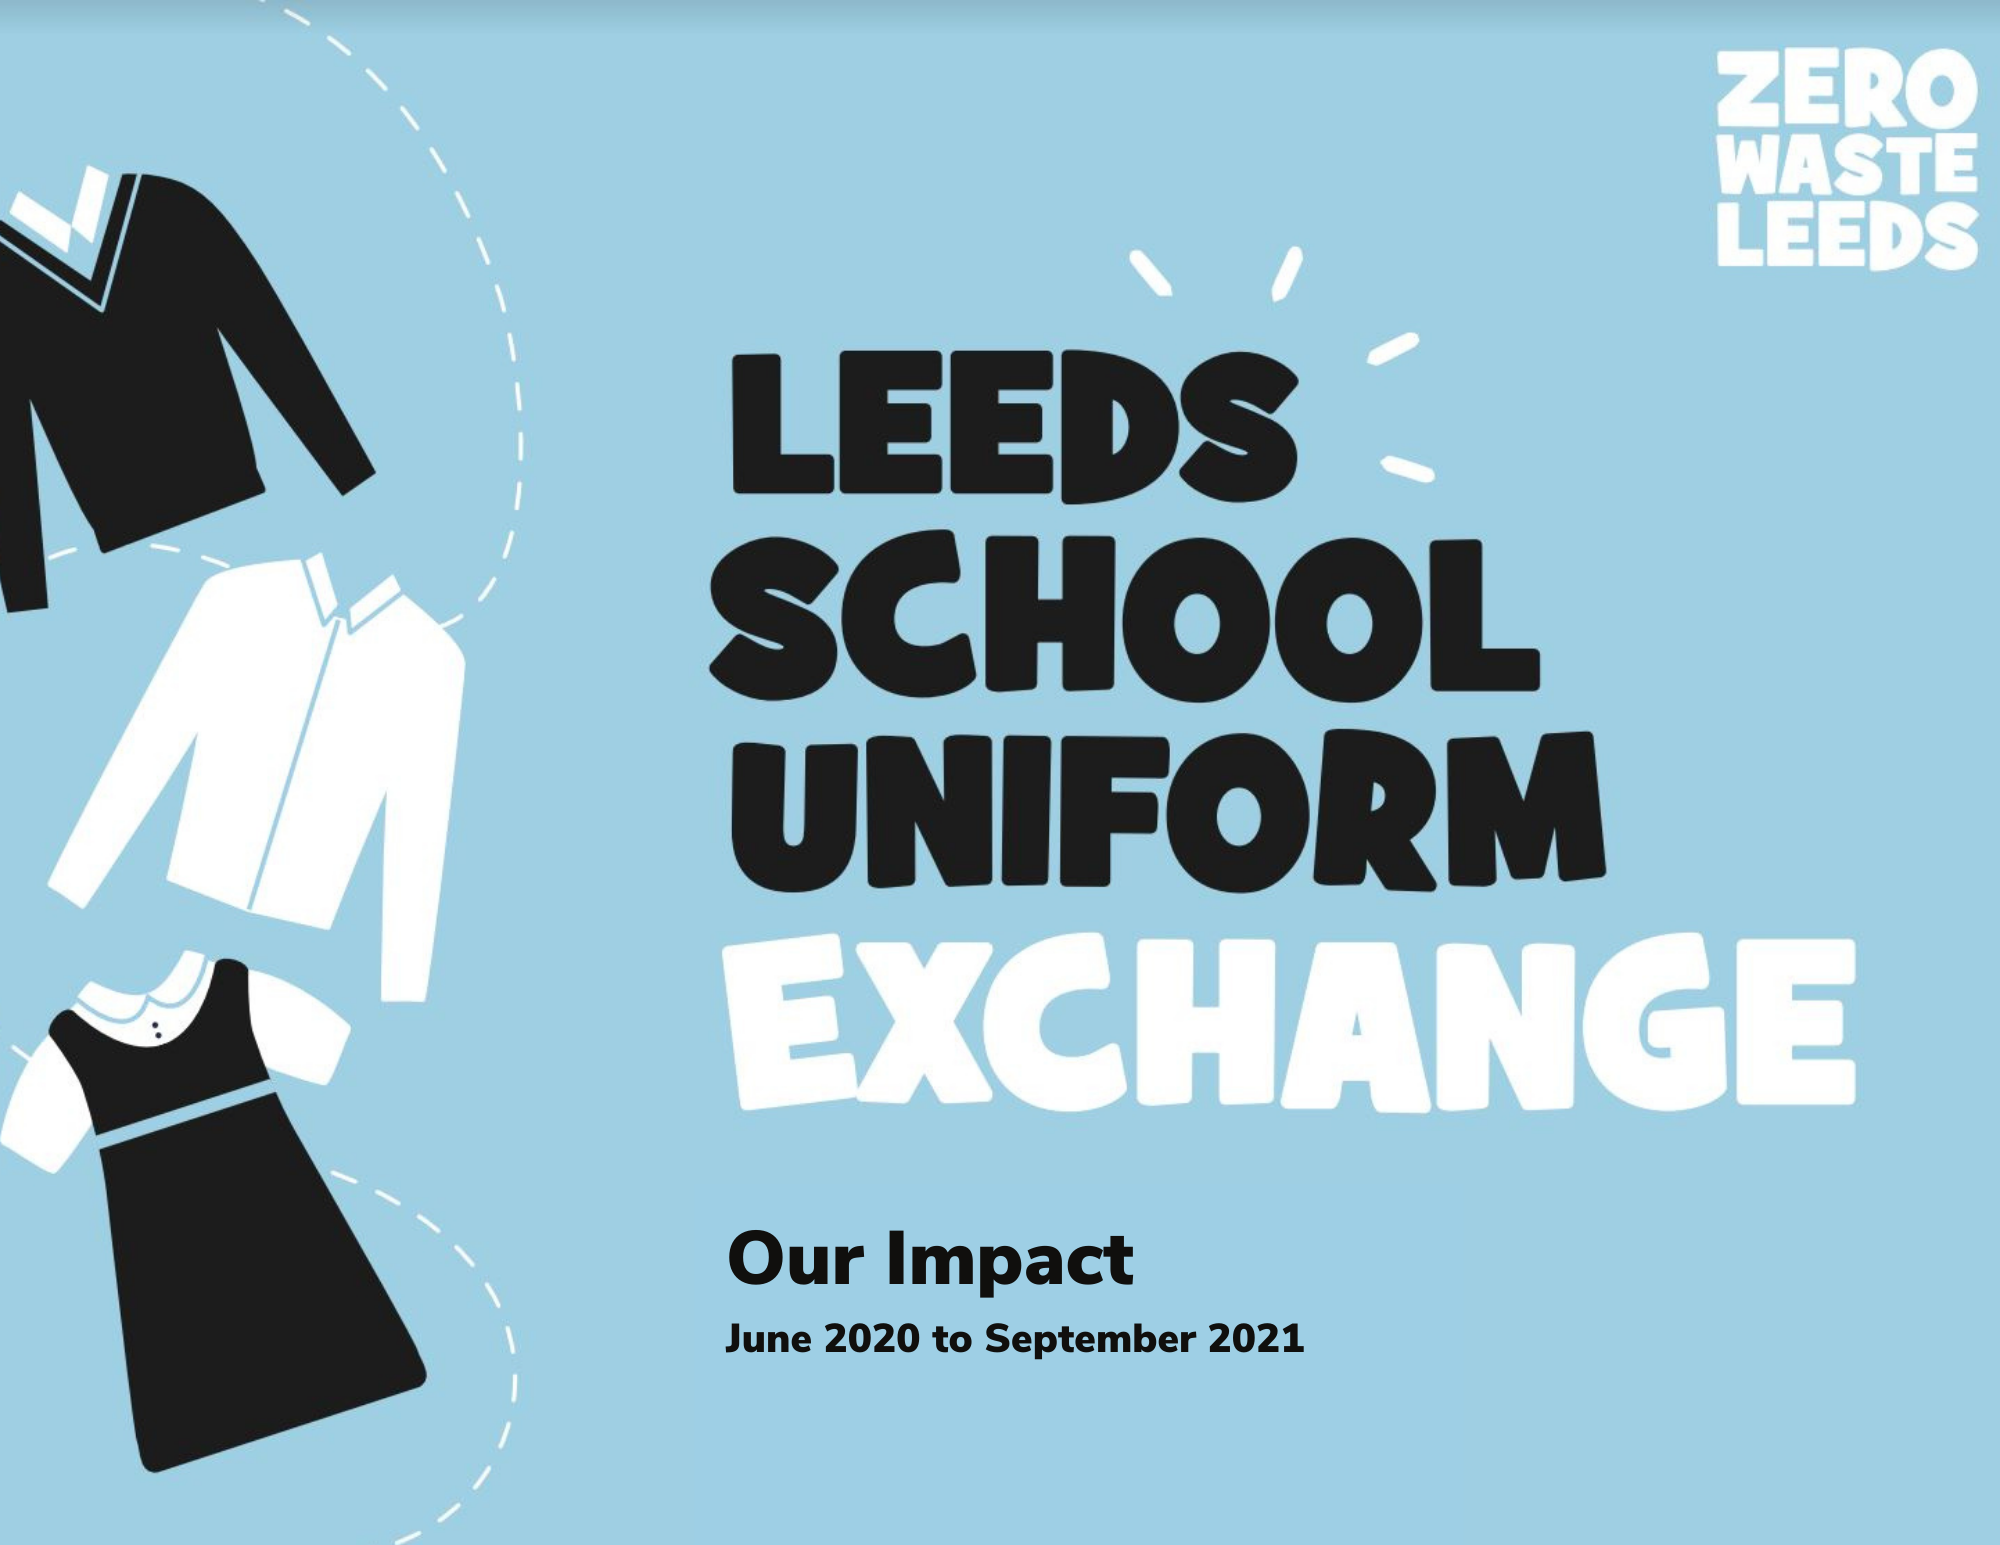 ZERO
WASTE
LEEDS
LEEDS
SCHOOL
UNIFORM
EXCHANGE
Our Impact
June 2020 to September 2021